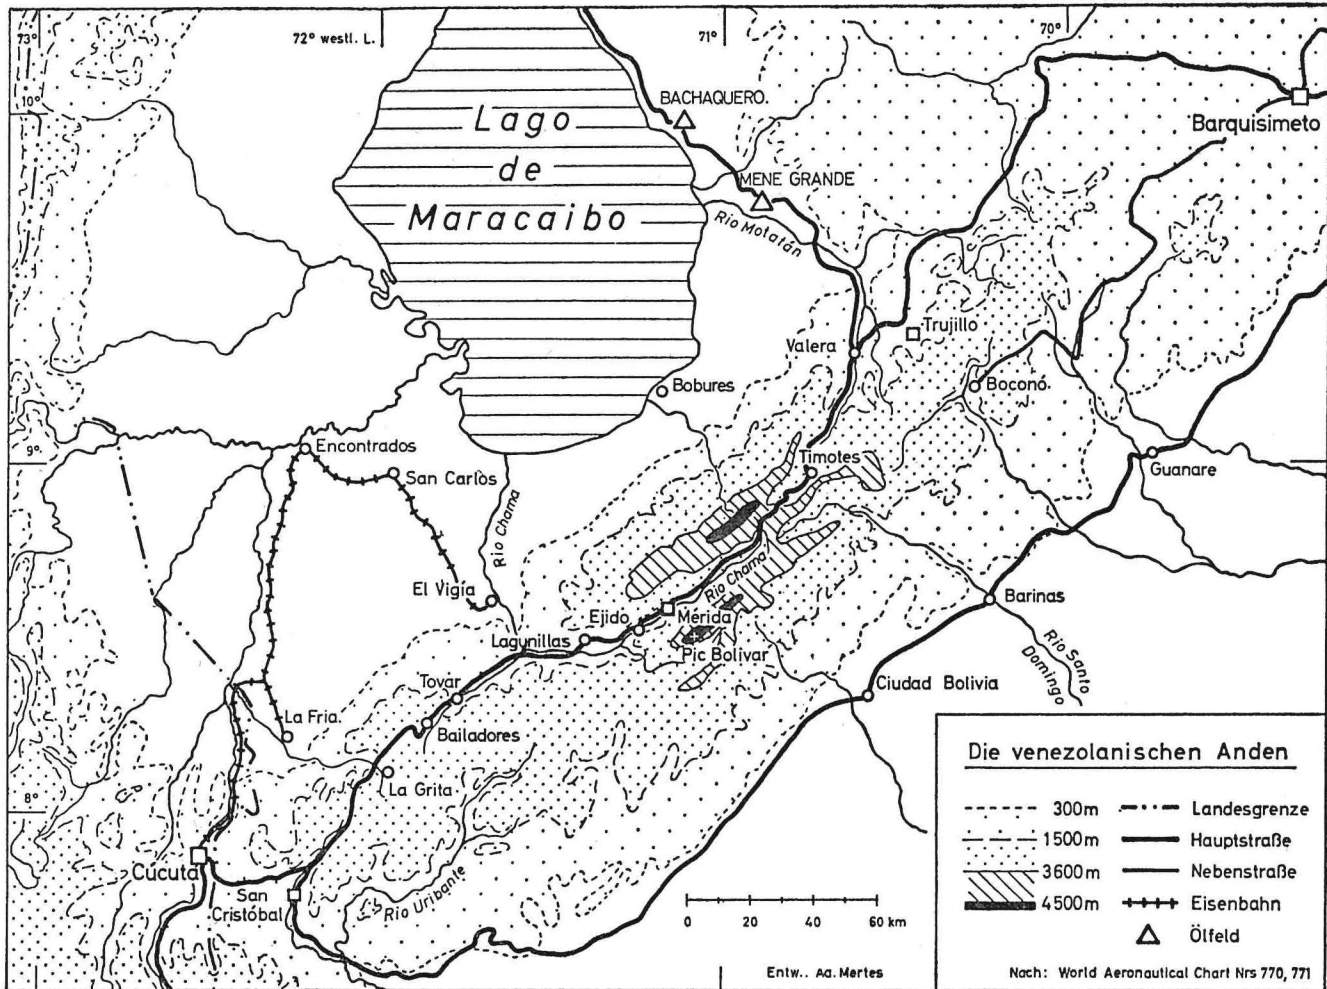 73°
72° westl. L.
71°
70°
10°
Lago
de
Maracaibo
BACHAQUERO.
MENE GRANDE
Rio Motatán
Barquisimeto
Trujillo
Valera
Bobures
Boconó
9°
Encontrados
San Carlos
Timotes
Guanare
Rio Chama
El Vigía
Rio Chama
Barinas
Ejido
Mérida
Lagunillas
Pic Bolivar
Rio Santo
Domingo
Tovar
Ciudad Bolivia
La Fria.
Bailadores
La Grita
8°
Cúcuta
San
Cristóbal
Rio Uribante
0 20 40 60 km
Entw.. Aa. Mertes
Die venezolanischen Anden
300m Landesgrenze
1500m Hauptstraße
3600m Nebenstraße
4500m Eisenbahn
Ölfeld
Nach: World Aeronautical Chart Nrs 770, 771